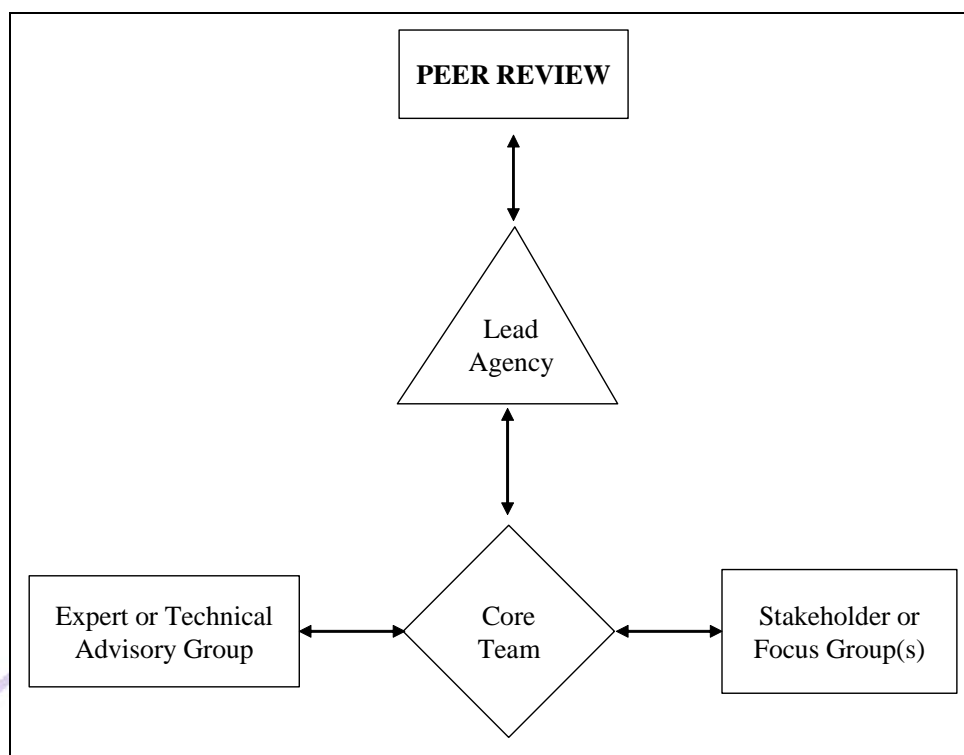 PEER REVIEW
Lead
Agency
Core
Team
Expert or Technical
Advisory Group
Stakeholder or
Focus Group(s)